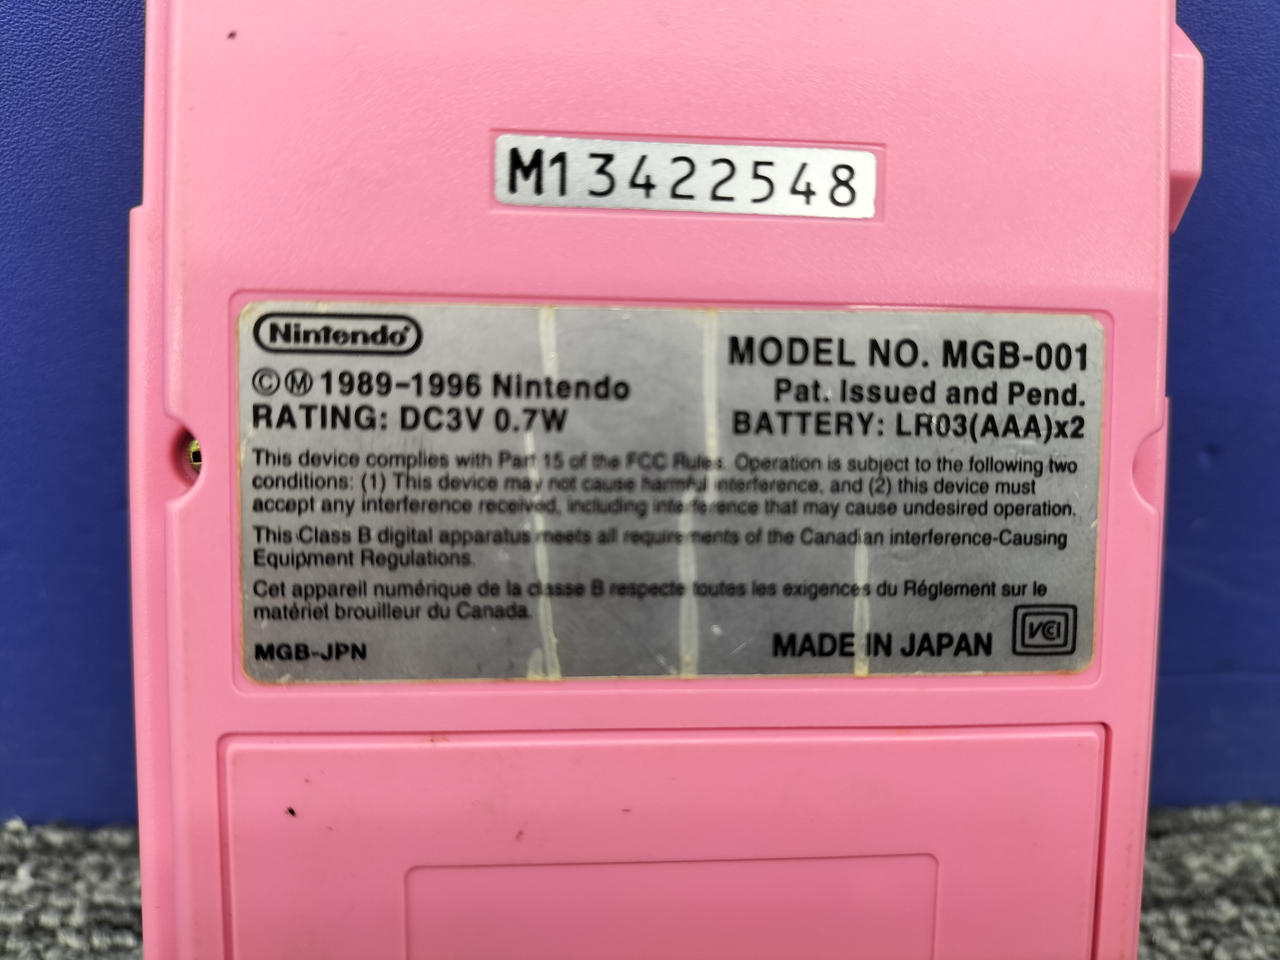 M13422548
Nintendo
©Ⓜ 1989-1996 Nintendo
RATING: DC3V 0.7W
MODEL NO. MGB-001
Pat. Issued and Pend.
BATTERY: LR03(AAA)x2
This device complies with Part 15 of the FCC Rules. Operation is subject to the following two
conditions: (1) This device may not cause harmful interference, and (2) this device must
accept any interference received, including interference that may cause undesired operation.
This Class B digital apparatus meets all requirements of the Canadian interference-Causing
Equipment Regulations.
Cet appareil numérique de la classe B respecte toutes les exigences du Réglement sur le
matériel brouilleur du Canada.
MGB-JPN
MADE IN JAPAN
VCI